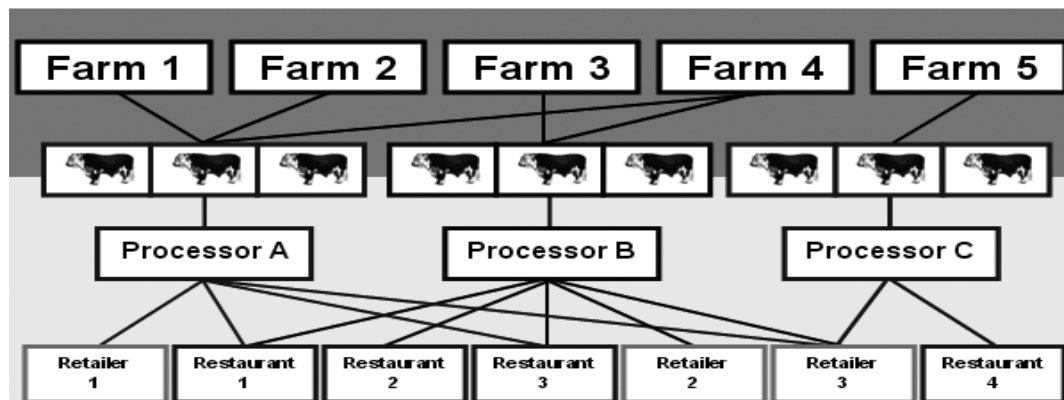 Farm 1
Farm 2
Farm 3
Farm 4
Farm 5
Processor A
Processor B
Processor C
Retailer
1
Restaurant
1
Restaurant
2
Restaurant
3
Retailer
2
Retailer
3
Restaurant
4